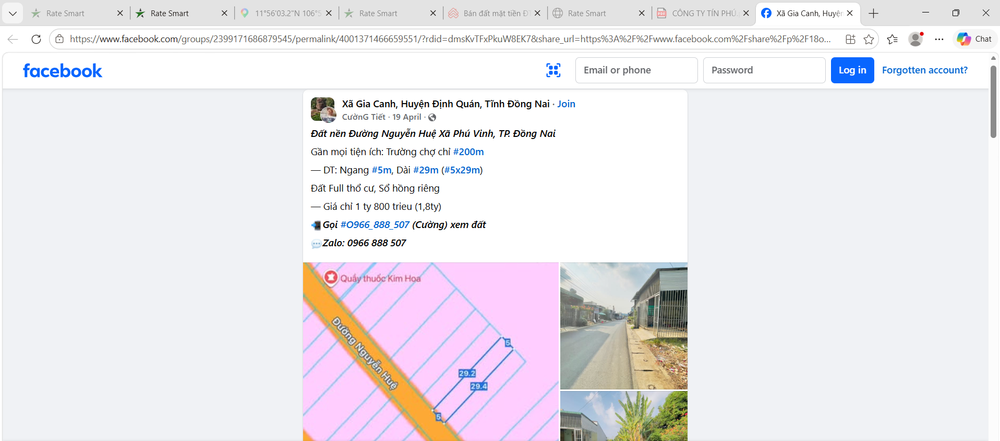 Rate Smart
Rate Smart
11°56'03.2"N 106°5
Rate Smart
Bán đất mặt tiền ĐT
Rate Smart
CÔNG TY TÍN PHÚ.p
Xã Gia Canh, Huyện
https://www.facebook.com/groups/2399171686879545/permalink/4001371466659551/?rdid=dmsKvTFxPkuW8EK7&share_url=https%3A%2F%2Fwww.facebook.com%2Fshare%2Fp%2F18o...
Chat
facebook
Email or phone
Password
Log in
Forgotten account?
Xã Gia Canh, Huyện Định Quán, Tĩnh Đồng Nai · Join
CườnG Tiết · 19 April ·
Đất nền Đường Nguyễn Huệ Xã Phú Vinh, TP. Đồng Nai
Gần mọi tiện ích: Trường chợ chỉ #200m
— DT: Ngang #5m, Dài #29m (#5x29m)
Đất Full thổ cư, Sổ hồng riêng
— Giá chỉ 1 ty 800 trieu (1,8ty)
📲Gọi #O966_888_507 (Cường) xem đất
💬Zalo: 0966 888 507
Quầy thuốc Kim Hoa
Đường Nguyễn Huệ
5
29.2
29.4
5